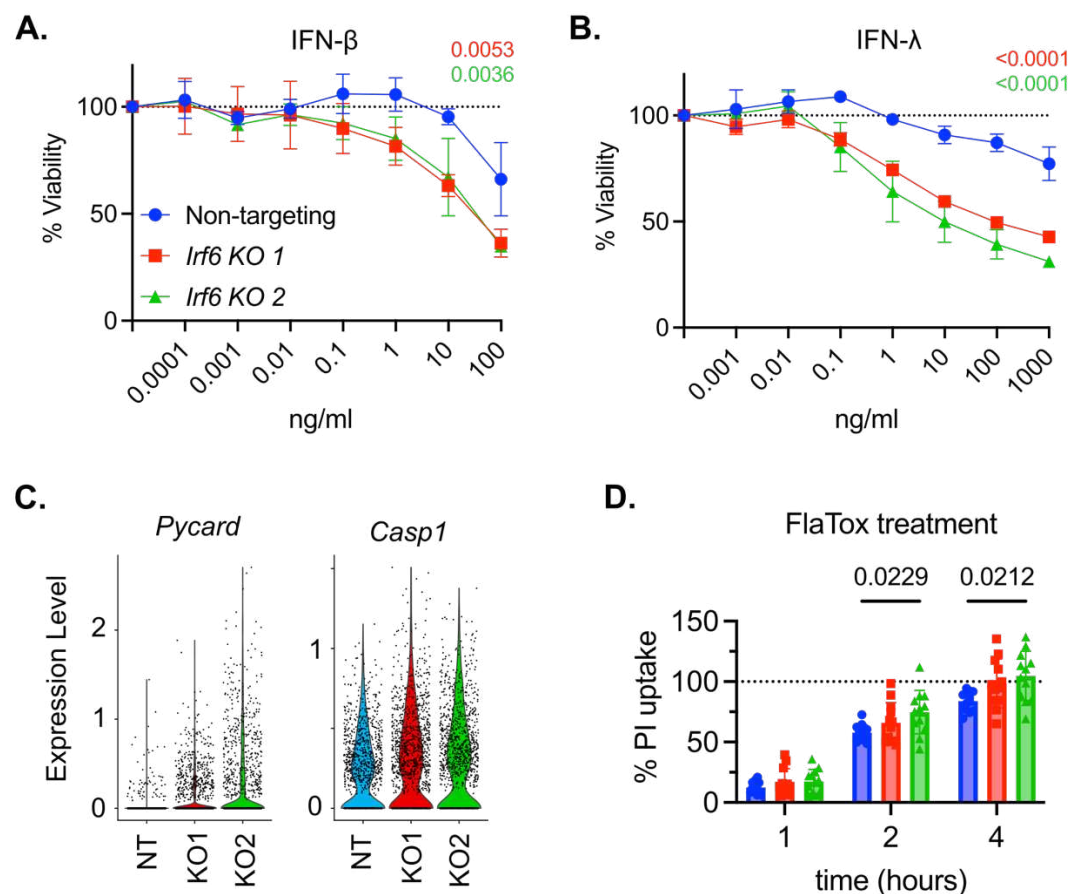 A.
IFN-β
0.0053
0.0036
100
50
0
% Viability
Non-targeting
Irf6 KO 1
Irf6 KO 2
0.0001
0.001
0.01
0.1
1
10
100
ng/ml
B.
IFN-λ
<0.0001
<0.0001
100
50
0
% Viability
0.001
0.01
0.1
1
10
100
1000
ng/ml
C.
Pycard
Casp1
Expression Level
2
1
0
1
0
NT
KO1
KO2
NT
KO1
KO2
D.
FlaTox treatment
0.0229
0.0212
% PI uptake
150
100
50
0
1
2
4
time (hours)